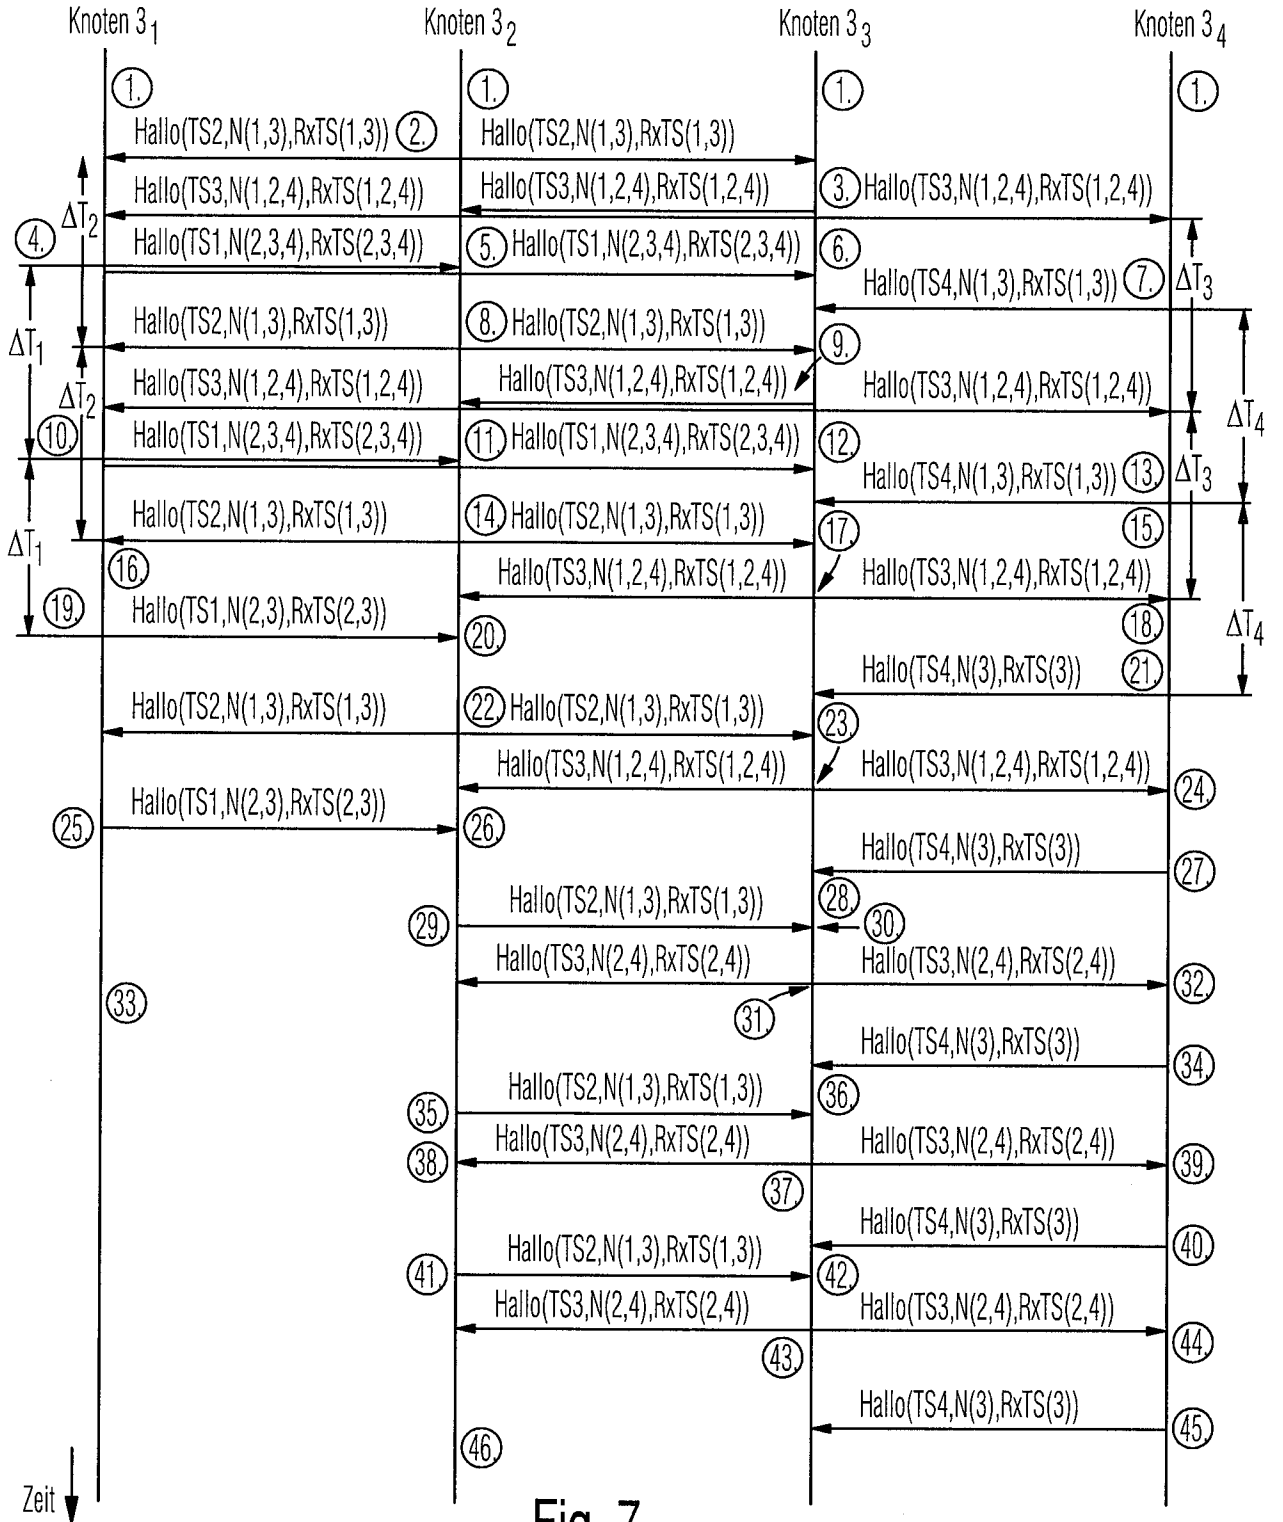 Knoten 3₁ Knoten 3₂ Knoten 3₃ Knoten 3₄
1. 1. 1. 1.
Hallo(TS2,N(1,3),RxTS(1,3)) 2. Hallo(TS2,N(1,3),RxTS(1,3))
Hallo(TS3,N(1,2,4),RxTS(1,2,4)) Hallo(TS3,N(1,2,4),RxTS(1,2,4)) 3. Hallo(TS3,N(1,2,4),RxTS(1,2,4))
ΔT₂
4. Hallo(TS1,N(2,3,4),RxTS(2,3,4)) 5. Hallo(TS1,N(2,3,4),RxTS(2,3,4)) 6.
Hallo(TS4,N(1,3),RxTS(1,3)) 7. ΔT₃
Hallo(TS2,N(1,3),RxTS(1,3)) 8. Hallo(TS2,N(1,3),RxTS(1,3))
ΔT₁ 9.
Hallo(TS3,N(1,2,4),RxTS(1,2,4)) Hallo(TS3,N(1,2,4),RxTS(1,2,4)) Hallo(TS3,N(1,2,4),RxTS(1,2,4))
ΔT₂ ΔT₄
10. Hallo(TS1,N(2,3,4),RxTS(2,3,4)) 11. Hallo(TS1,N(2,3,4),RxTS(2,3,4)) 12.
Hallo(TS4,N(1,3),RxTS(1,3)) 13. ΔT₃
Hallo(TS2,N(1,3),RxTS(1,3)) 14. Hallo(TS2,N(1,3),RxTS(1,3)) 17. 15.
ΔT₁
16. Hallo(TS3,N(1,2,4),RxTS(1,2,4)) Hallo(TS3,N(1,2,4),RxTS(1,2,4))
19. Hallo(TS1,N(2,3),RxTS(2,3)) 20. 18. ΔT₄
Hallo(TS4,N(3),RxTS(3)) 21.
Hallo(TS2,N(1,3),RxTS(1,3)) 22. Hallo(TS2,N(1,3),RxTS(1,3)) 23.
Hallo(TS3,N(1,2,4),RxTS(1,2,4)) Hallo(TS3,N(1,2,4),RxTS(1,2,4)) 24.
25. Hallo(TS1,N(2,3),RxTS(2,3)) 26.
Hallo(TS4,N(3),RxTS(3)) 27.
28.
29. Hallo(TS2,N(1,3),RxTS(1,3)) 30.
Hallo(TS3,N(2,4),RxTS(2,4)) Hallo(TS3,N(2,4),RxTS(2,4)) 32.
33. 31.
Hallo(TS4,N(3),RxTS(3)) 34.
35. Hallo(TS2,N(1,3),RxTS(1,3)) 36.
38. Hallo(TS3,N(2,4),RxTS(2,4)) Hallo(TS3,N(2,4),RxTS(2,4)) 39.
37.
Hallo(TS4,N(3),RxTS(3)) 40.
41. Hallo(TS2,N(1,3),RxTS(1,3)) 42.
Hallo(TS3,N(2,4),RxTS(2,4)) Hallo(TS3,N(2,4),RxTS(2,4)) 44.
43.
Hallo(TS4,N(3),RxTS(3)) 45.
46.
Zeit
Fig. 7